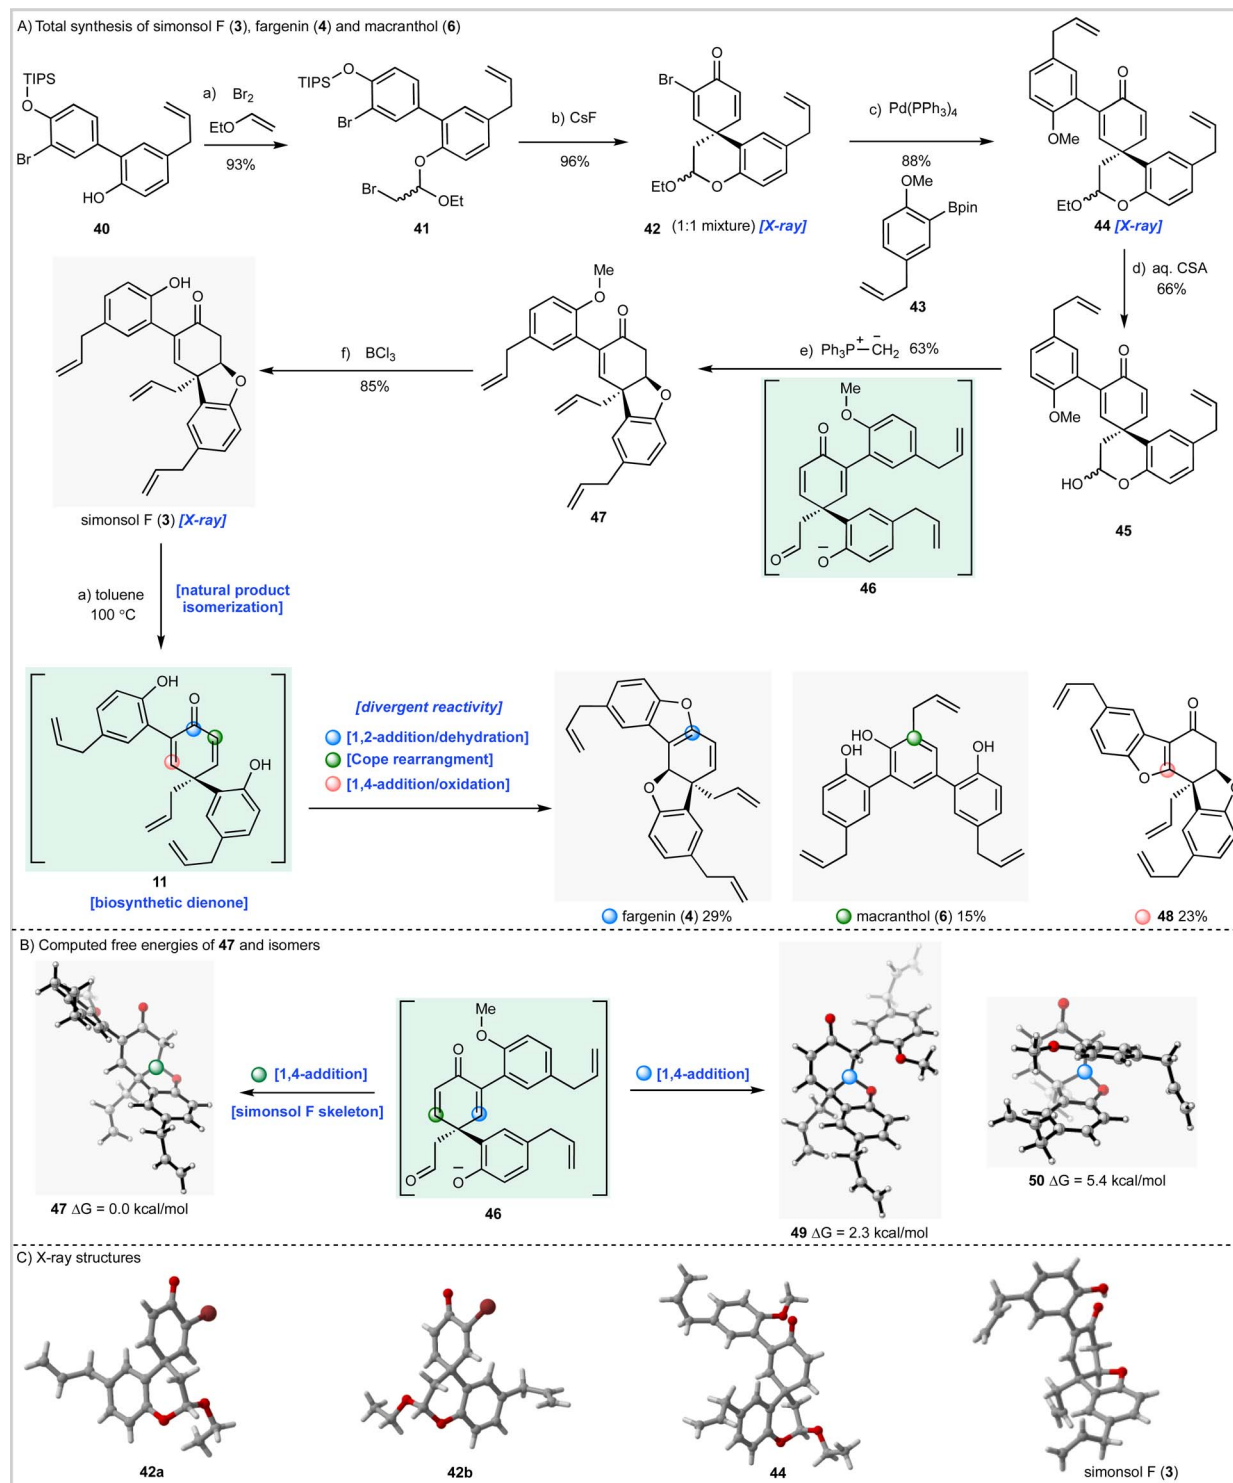 A) Total synthesis of simonsol F (3), fargenin (4) and macranthol (6)
TIPS
O
Br
HO
40
a) Br2
EtO
93%
TIPS
O
Br
O
Br
OEt
41
b) CsF
96%
Br
O
EtO
O
42 (1:1 mixture) [X-ray]
c) Pd(PPh3)4
88%
OMe
Bpin
43
O
OMe
EtO
O
44 [X-ray]
d) aq. CSA
66%
O
OMe
HO
O
45
e) Ph3P+–−CH2 63%
Me
O
O
O
O−
46
Me
O
O
O
47
f) BCl3
85%
OH
O
O
simonsol F (3) [X-ray]
a) toluene
100 °C
[natural product
isomerization]
OH
O
OH
11
[biosynthetic dienone]
[divergent reactivity]
[1,2-addition/dehydration]
[Cope rearrangment]
[1,4-addition/oxidation]
O
O
fargenin (4) 29%
HO
OH
OH
macranthol (6) 15%
O
O
O
48 23%
B) Computed free energies of 47 and isomers
47 ΔG = 0.0 kcal/mol
[1,4-addition]
[simonsol F skeleton]
Me
O
O
O
O−
46
[1,4-addition]
49 ΔG = 2.3 kcal/mol
50 ΔG = 5.4 kcal/mol
C) X-ray structures
42a
42b
44
simonsol F (3)